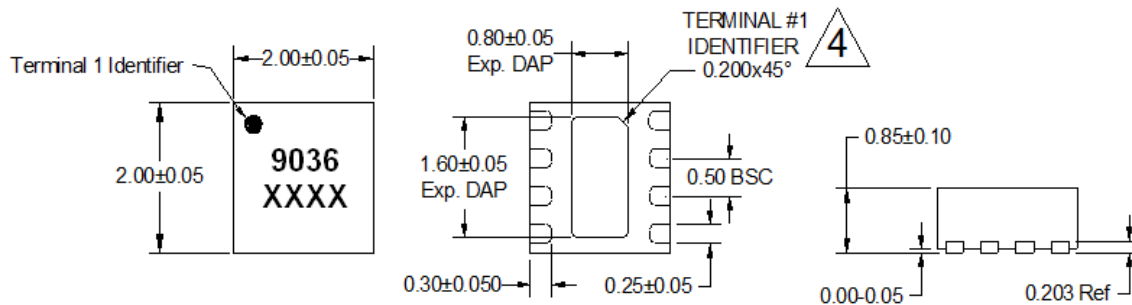 Terminal 1 Identifier
2.00±0.05
2.00±0.05
9036
XXXX
0.80±0.05
Exp. DAP
TERMINAL #1
IDENTIFIER
0.200x45°
4
1.60±0.05
Exp. DAP
0.50 BSC
0.30±0.050
0.25±0.05
0.85±0.10
0.00-0.05
0.203 Ref